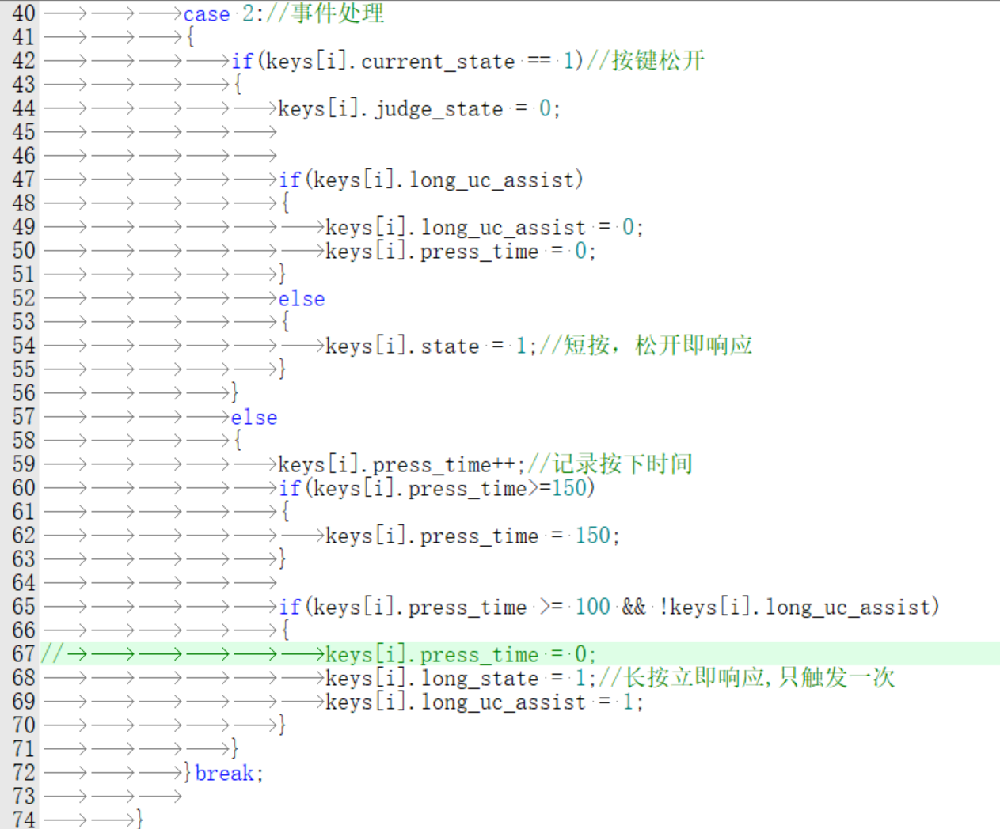 40 case 2://事件处理
41 {
42 if(keys[i].current_state == 1)//按键松开
43 {
44 keys[i].judge_state = 0;
45
46
47 if(keys[i].long_uc_assist)
48 {
49 keys[i].long_uc_assist = 0;
50 keys[i].press_time = 0;
51 }
52 else
53 {
54 keys[i].state = 1;//短按，松开即响应
55 }
56 }
57 else
58 {
59 keys[i].press_time++;//记录按下时间
60 if(keys[i].press_time>=150)
61 {
62 keys[i].press_time = 150;
63 }
64
65 if(keys[i].press_time >= 100 && !keys[i].long_uc_assist)
66 {
67 // keys[i].press_time = 0;
68 keys[i].long_state = 1;//长按立即响应,只触发一次
69 keys[i].long_uc_assist = 1;
70 }
71 }
72 }break;
73
74 }